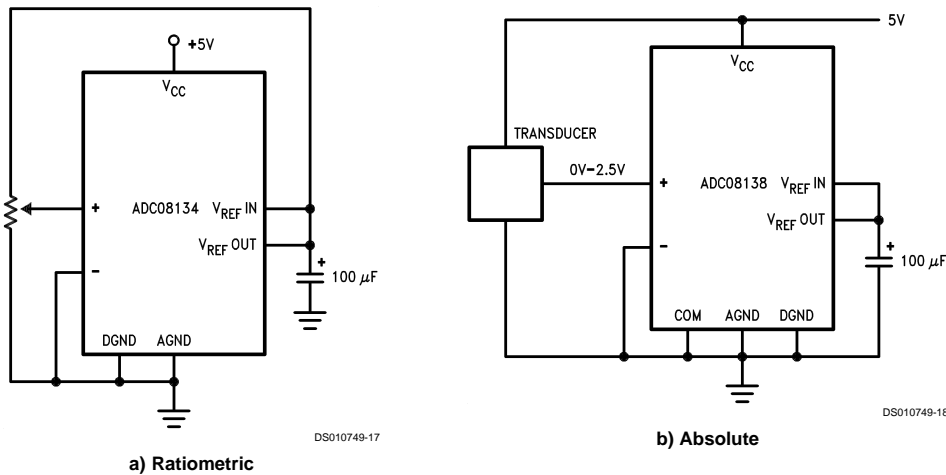 +5V
VCC
+
ADC08134
VREF IN
VREF OUT
-
+
100 μF
DGND
AGND
DS010749-17
a) Ratiometric
5V
VCC
TRANSDUCER
0V–2.5V
+
ADC08138
VREF IN
VREF OUT
-
+
100 μF
COM
AGND
DGND
DS010749-18
b) Absolute